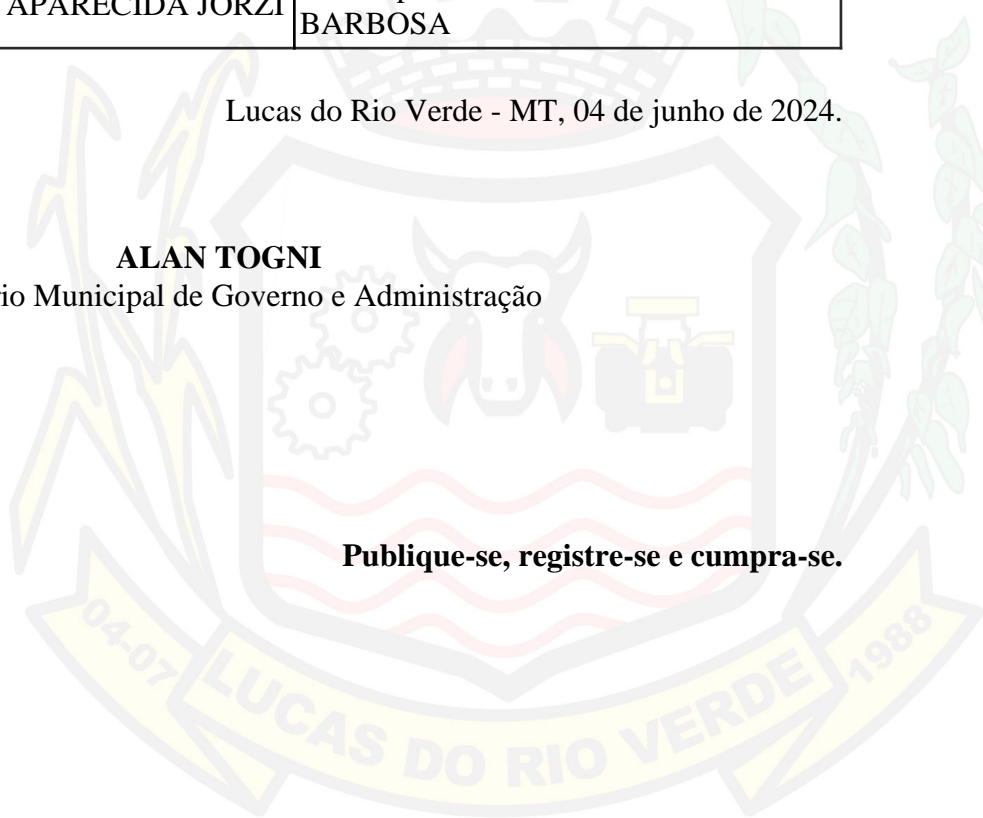 APARECIDA JORZI
BARBOSA
Lucas do Rio Verde - MT, 04 de junho de 2024.
ALAN TOGNI
rio Municipal de Governo e Administração
Publique-se, registre-se e cumpra-se.
04-07 LUCAS DO RIO VERDE 1988